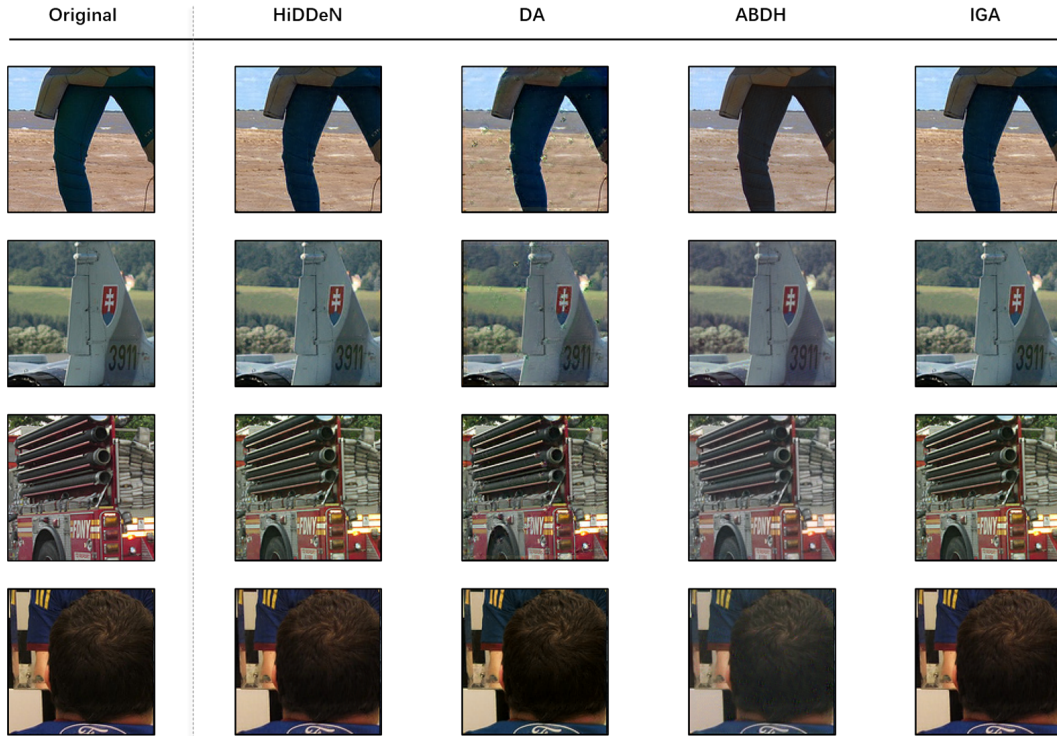 Original HiDDeN DA ABDH IGA
3911 3911 3911 3911 3911
FDNY FDNY FDNY FDNY FDNY